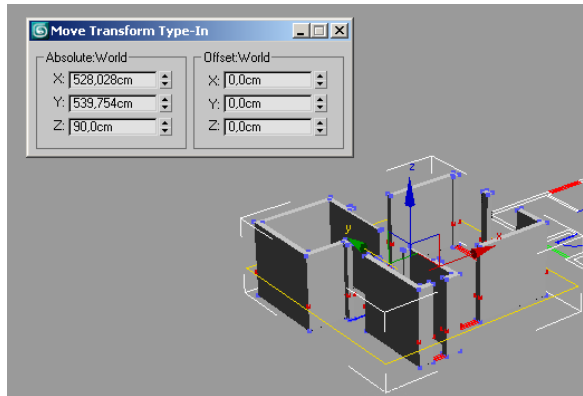 Move Transform Type-In
Absolute:World
X: 528,028cm
Y: 539,754cm
Z: 90,0cm
Offset:World
X: 0,0cm
Y: 0,0cm
Z: 0,0cm
z
y
x